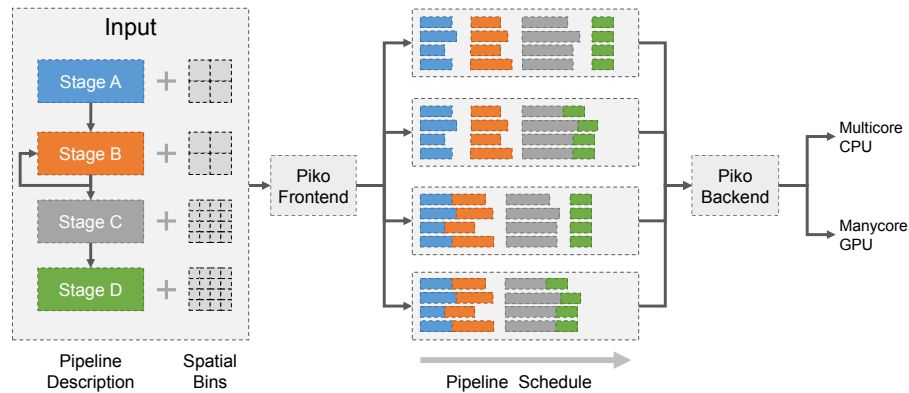 Input
Stage A
Stage B
Stage C
Stage D
Pipeline
Description
Spatial
Bins
Piko
Frontend
Pipeline Schedule
Piko
Backend
Multicore
CPU
Manycore
GPU